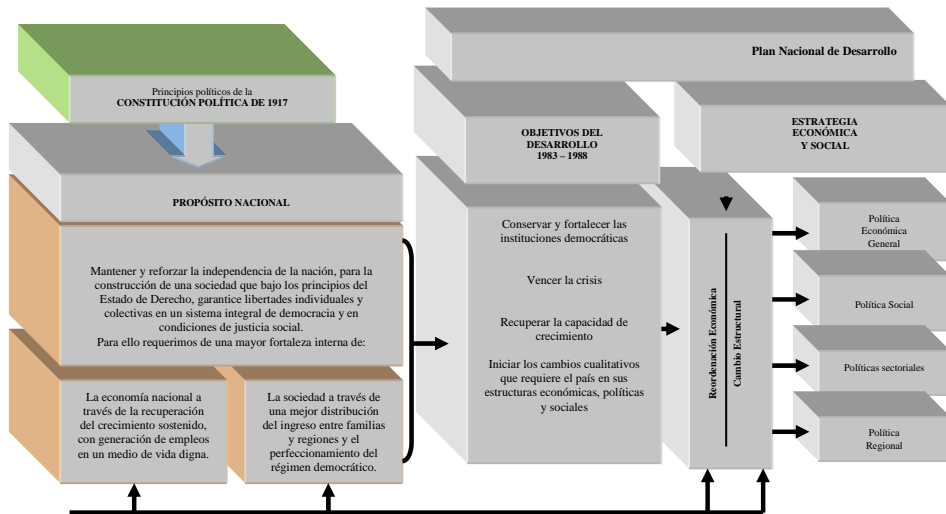 Principios políticos de la
CONSTITUCIÓN POLÍTICA DE 1917
PROPÓSITO NACIONAL
Mantener y reforzar la independencia de la nación, para la
construcción de una sociedad que bajo los principios del
Estado de Derecho, garantice libertades individuales y
colectivas en un sistema integral de democracia y en
condiciones de justicia social.
Para ello requerimos de una mayor fortaleza interna de:
La economía nacional a
través de la recuperación
del crecimiento sostenido,
con generación de empleos
en un medio de vida digna.
La sociedad a través de
una mejor distribución
del ingreso entre familias
y regiones y el
perfeccionamiento del
régimen democrático.
Plan Nacional de Desarrollo
OBJETIVOS DEL
DESARROLLO
1983 – 1988
Conservar y fortalecer las
instituciones democráticas
Vencer la crisis
Recuperar la capacidad de
crecimiento
Iniciar los cambios cualitativos
que requiere el país en sus
estructuras económicas, políticas
y sociales
ESTRATEGIA
ECONÓMICA
Y SOCIAL
Reordenación Económica
Cambio Estructural
Política
Económica
General
Política Social
Políticas sectoriales
Política
Regional